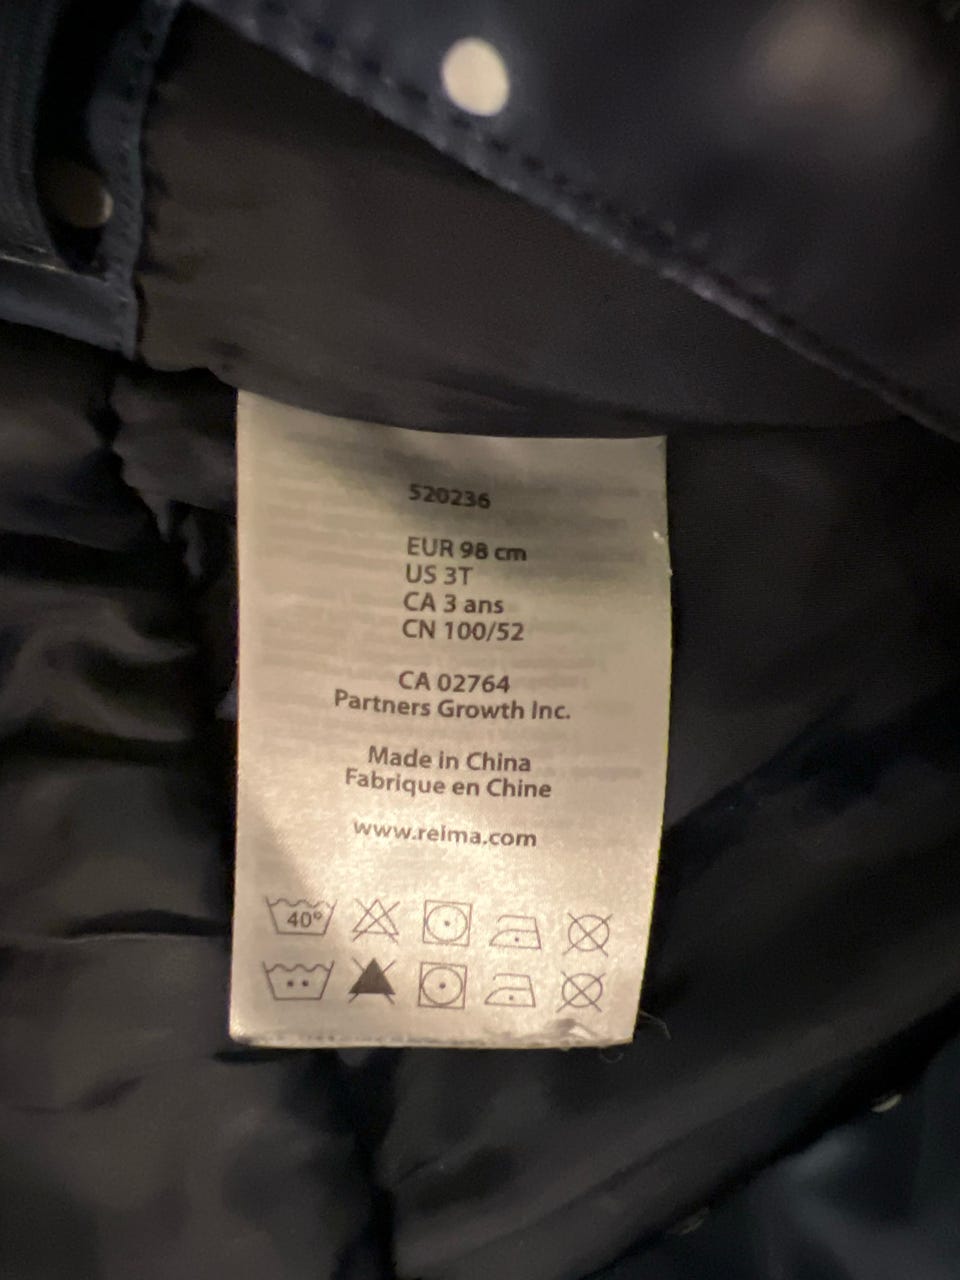 520236
EUR 98 cm
US 3T
CA 3 ans
CN 100/52
CA 02764
Partners Growth Inc.
Made in China
Fabrique en Chine
www.reima.com
40°